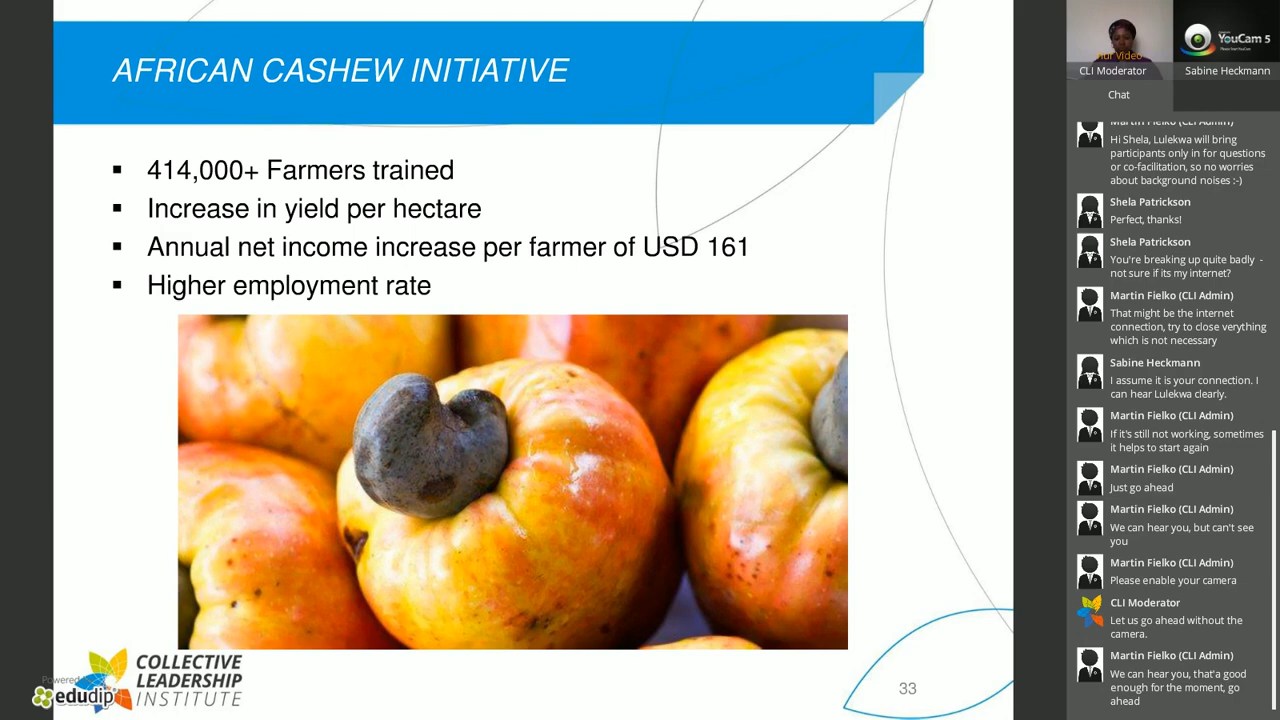 AFRICAN CASHEW INITIATIVE
▪ 414,000+ Farmers trained
▪ Increase in yield per hectare
▪ Annual net income increase per farmer of USD 161
▪ Higher employment rate
COLLECTIVE
LEADERSHIP
INSTITUTE
Powered
edudip
33
Video
CLI Moderator
YouCam 5
Sabine Heckmann
Chat
Martin Fielko (CLI Admin)
Hi Shela, Lulekwa will bring
participants only in for questions
or co-facilitation, so no worries
about background noises :-)
Shela Patrickson
Perfect, thanks!
Shela Patrickson
You're breaking up quite badly -
not sure if its my internet?
Martin Fielko (CLI Admin)
That might be the internet
connection, try to close verything
which is not necessary
Sabine Heckmann
I assume it is your connection. I
can hear Lulekwa clearly.
Martin Fielko (CLI Admin)
If it's still not working, sometimes
it helps to start again
Martin Fielko (CLI Admin)
Just go ahead
Martin Fielko (CLI Admin)
We can hear you, but can't see
you
Martin Fielko (CLI Admin)
Please enable your camera
CLI Moderator
Let us go ahead without the
camera.
Martin Fielko (CLI Admin)
We can hear you, that'a good
enough for the moment, go
ahead